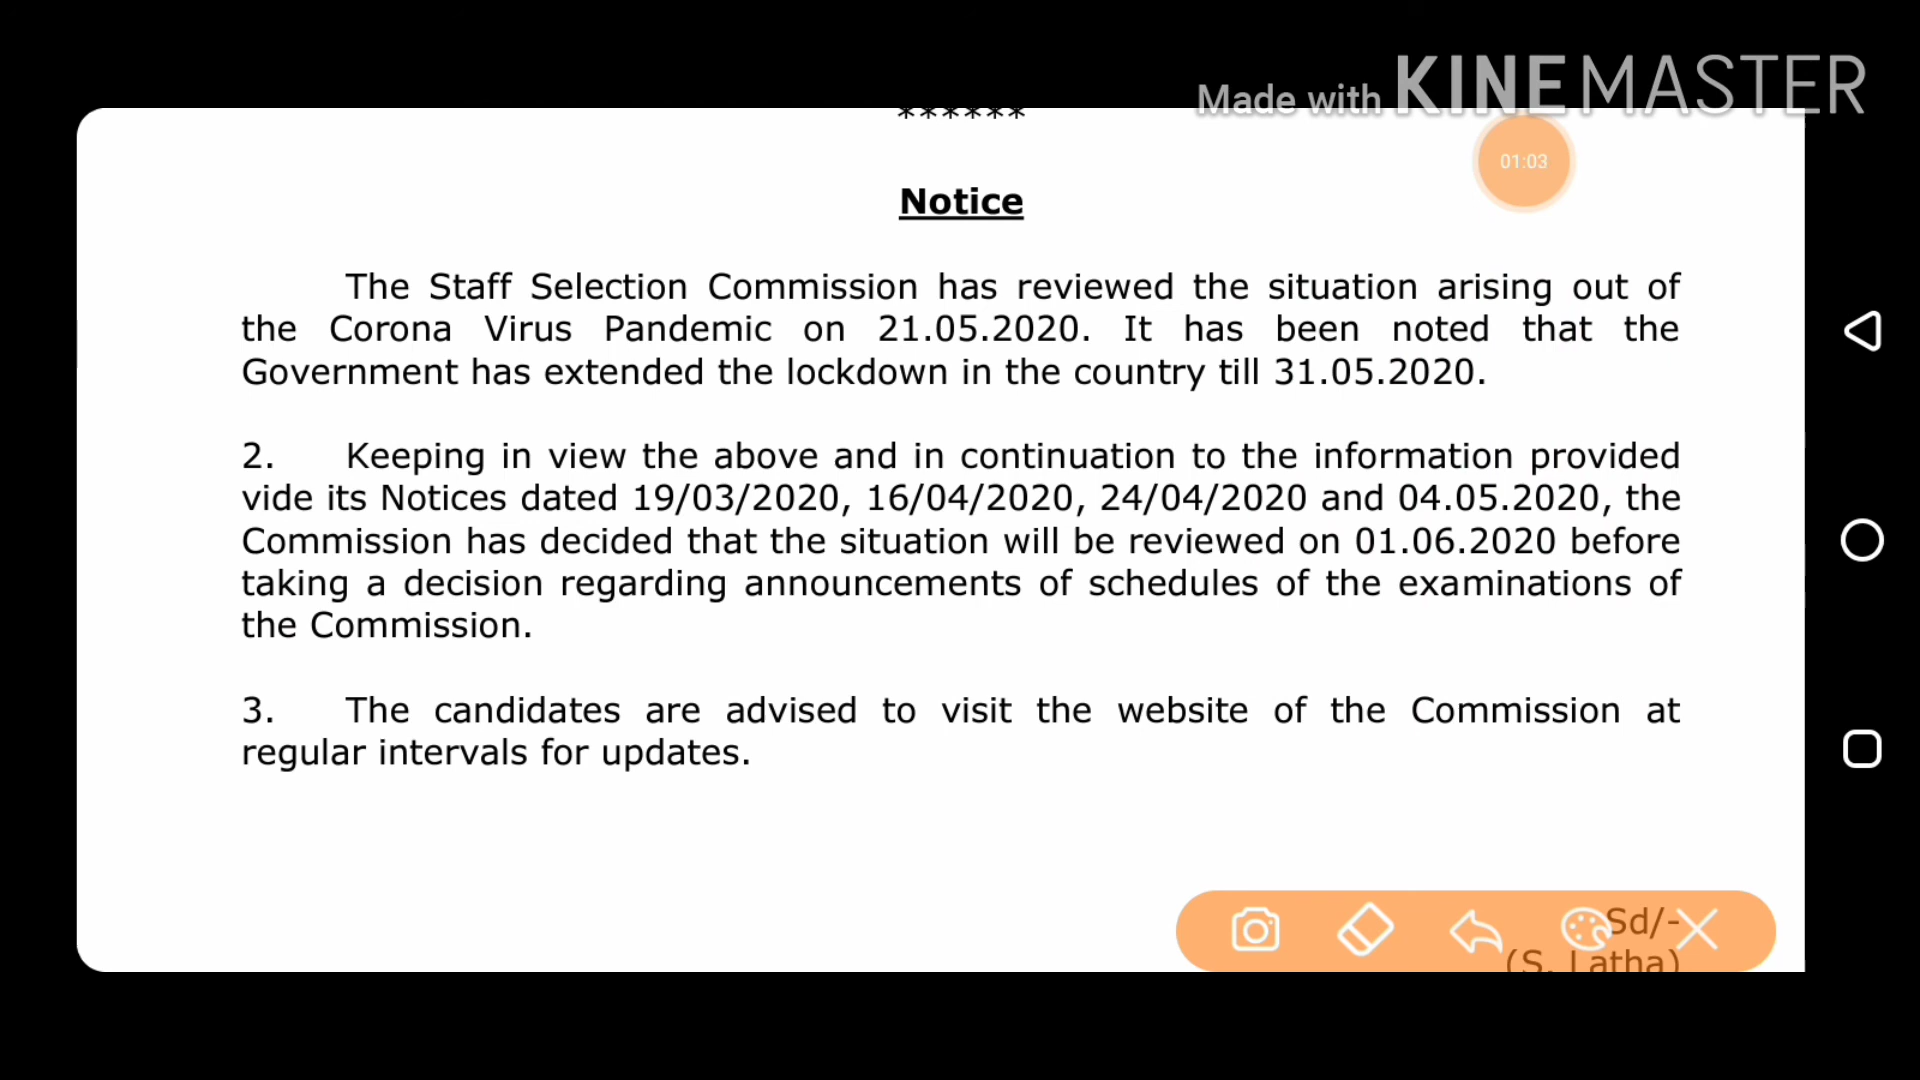 Made with KINEMASTER
******
01:03
Notice
The Staff Selection Commission has reviewed the situation arising out of
the Corona Virus Pandemic on 21.05.2020. It has been noted that the
Government has extended the lockdown in the country till 31.05.2020.
2. Keeping in view the above and in continuation to the information provided
vide its Notices dated 19/03/2020, 16/04/2020, 24/04/2020 and 04.05.2020, the
Commission has decided that the situation will be reviewed on 01.06.2020 before
taking a decision regarding announcements of schedules of the examinations of
the Commission.
3. The candidates are advised to visit the website of the Commission at
regular intervals for updates.
Sd/-
(S. Latha)